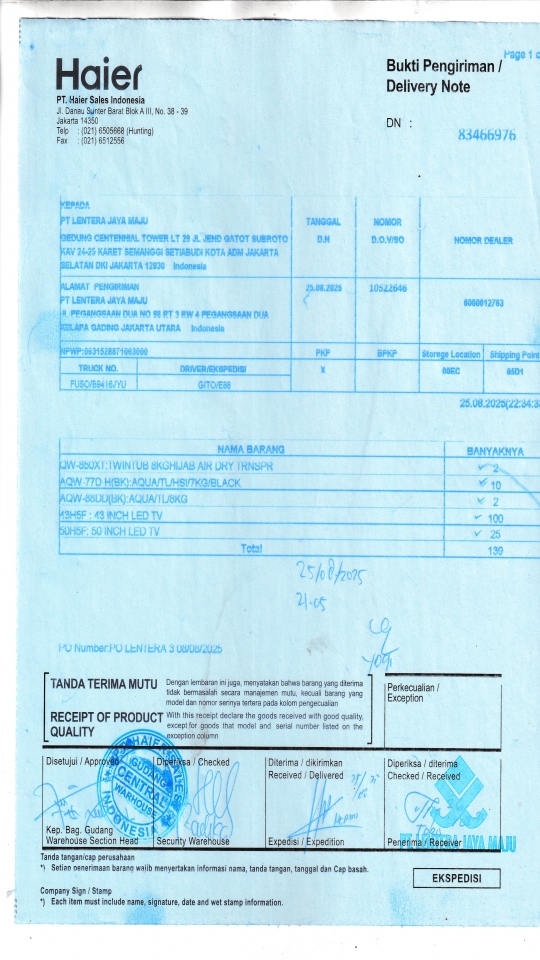 Page 1 o
Haier
Bukti Pengiriman /
Delivery Note
PT. Haier Sales Indonesia
Jl. Danau Sunter Barat Blok A III, No. 38 - 39
Jakarta 14350
Telp : (021) 6505668 (Hunting)
Fax : (021) 6512556
DN :
83466976
KEPADA
PT LENTERA JAYA MAJU
GEDUNG CENTENNIAL TOWER LT 29 JL JEND GATOT SUBROTO
KAV 24-25 KARET SEMANGGI SETIABUDI KOTA ADM JAKARTA
SELATAN DKI JAKARTA 12930 Indonesia
TANGGAL
D.N
NOMOR
D.O.V/SO
NOMOR DEALER
ALAMAT PENGIRIMAN
PT LENTERA JAYA MAJU
JL PEGANGSAAN DUA NO 98 RT 3 RW 4 PEGANGSAAN DUA
KELAPA GADING JAKARTA UTARA Indonesia
25.08.2025
10522646
6000012763
NPWP:0631528871063000
PKP
BPKP
Storage Location
Shipping Point
TRUCK NO.
DRIVER/EKSPEDISI
X
00EC
85D1
FUSO/B9416JYU
GITO/E66
25.08.2025(22:34:3
NAMA BARANG
BANYAKNYA
QW-850XT:TWINTUB 8KGHIJAB AIR DRY TRNSPR 2
AQW-77D H(BK):AQUA/TL/HSI/7KG/BLACK 10
AQW-88DD(BK):AQUA/TL/8KG 2
43H5F : 43 INCH LED TV 100
50H5F: 50 INCH LED TV 25
Total 139
25/08/2025
21.05
PO Number:PO LENTERA 3 08/08/2025
TANDA TERIMA MUTU
Dengan lembaran ini juga, menyatakan bahwa barang yang diterima
tidak bermasalah secara manajemen mutu, kecuali barang yang
model dan nomor serinya tertera pada kolom pengecualian
RECEIPT OF PRODUCT
QUALITY
With this receipt declare the goods received with good quality,
except for goods that model and serial number listed on the
exception column
Perkecualian /
Exception
Disetujui / Approved
Diperiksa / Checked
Diterima / dikirimkan
Received / Delivered
Diperiksa / diterima
Checked / Received
HAIER SALES
GUDANG
CENTRAL
WARHOUSE
INDONESIA
Kep. Bag. Gudang
Warehouse Section Head
Security Warehouse
Expedisi / Expedition
Penerima / Receiver
PT. LENTERA JAYA MAJU
Tanda tangan/cap perusahaan
*) Setiap penerimaan barang wajib menyertakan informasi nama, tanda tangan, tanggal dan Cap basah.
EKSPEDISI
Company Sign / Stamp
*) Each item must include name, signature, date and wet stamp information.